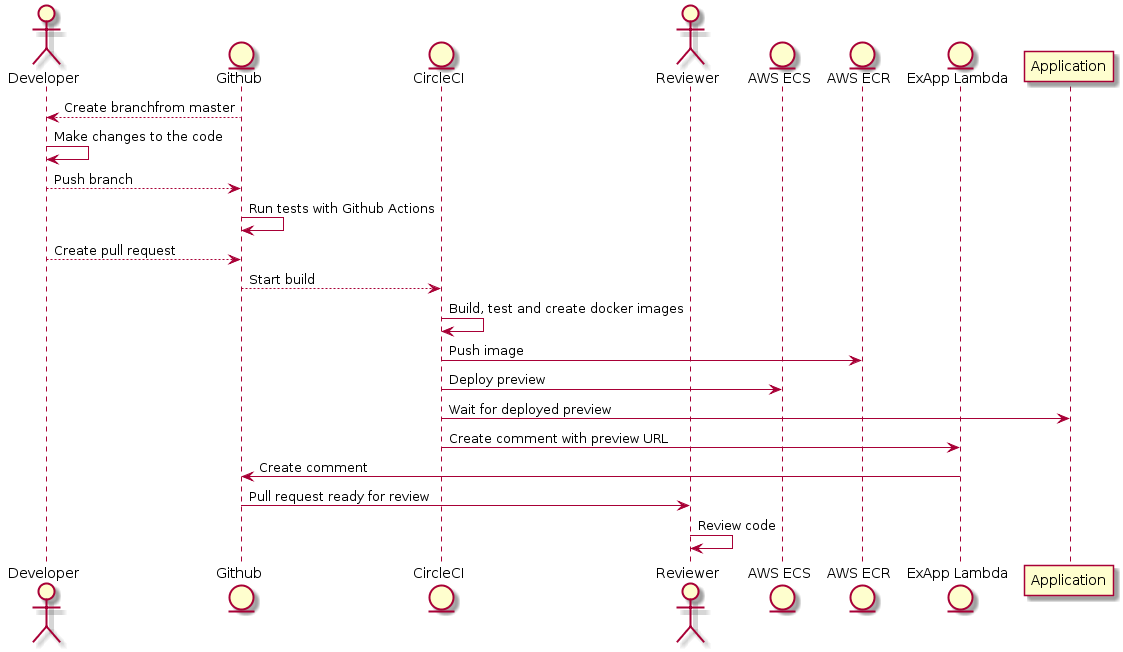 Developer
Github
CircleCI
Reviewer
AWS ECS
AWS ECR
ExApp Lambda
Application
Create branchfrom master
Make changes to the code
Push branch
Run tests with Github Actions
Create pull request
Start build
Build, test and create docker images
Push image
Deploy preview
Wait for deployed preview
Create comment with preview URL
Create comment
Pull request ready for review
Review code
Developer
Github
CircleCI
Reviewer
AWS ECS
AWS ECR
ExApp Lambda
Application